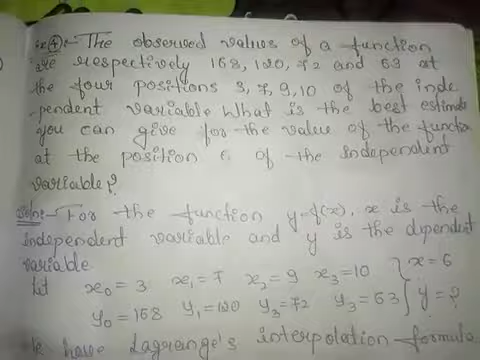 Ex④:- The observed values of a function
are respectively 168, 120, 72 and 63 at
the four positions 3, 7, 9, 10 of the inde
pendent variable. What is the best estimate
you can give for the value of the functio
at the position 6 of the independent
variable?
Soln:- For the function y=f(x), x is the
independent variable and y is the dependent
variable.
Let x₀ = 3 x₁ = 7 x₂ = 9 x₃ = 10 } x = 6
y₀ = 168 y₁ = 120 y₂ = 72 y₃ = 63 } y = ?
We have Lagrange's interpolation formula